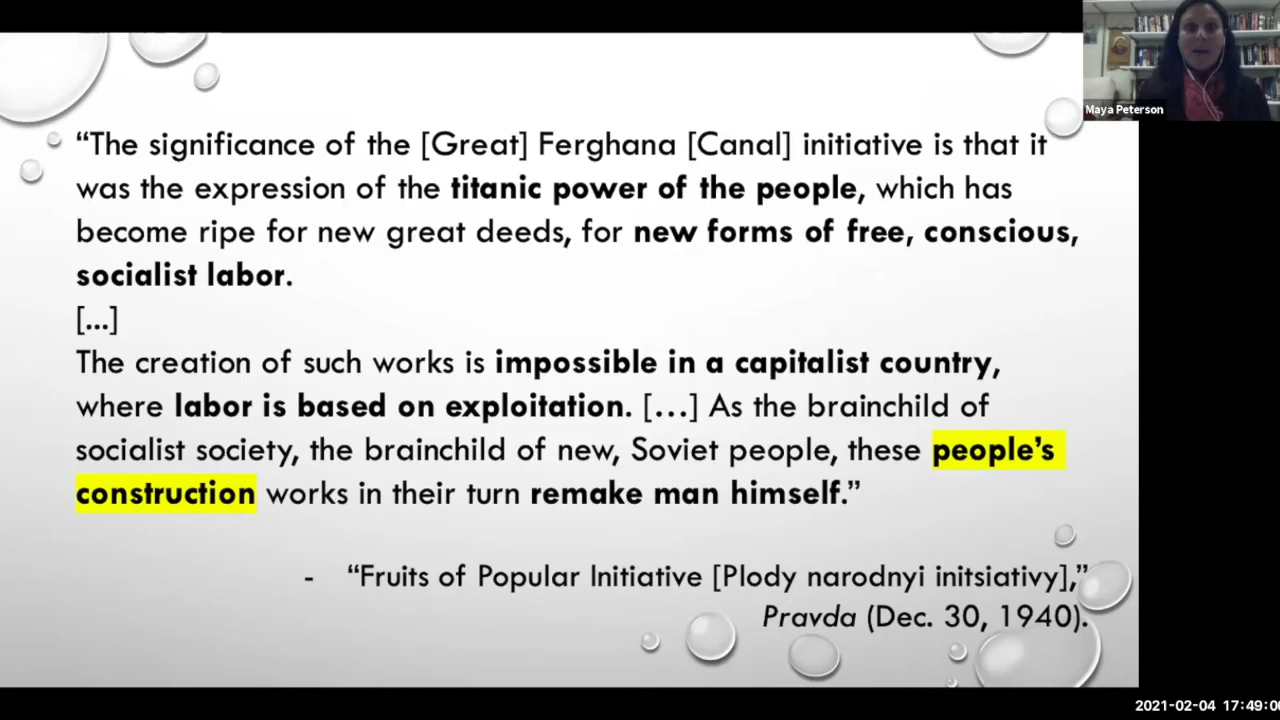 “The significance of the [Great] Ferghana [Canal] initiative is that it
was the expression of the titanic power of the people, which has
become ripe for new great deeds, for new forms of free, conscious,
socialist labor.
[...]
The creation of such works is impossible in a capitalist country,
where labor is based on exploitation. […] As the brainchild of
socialist society, the brainchild of new, Soviet people, these people’s
construction works in their turn remake man himself.”
- “Fruits of Popular Initiative [Plody narodnyi initsiativy],”
Pravda (Dec. 30, 1940).
Maya Peterson
2021-02-04 17:49:0